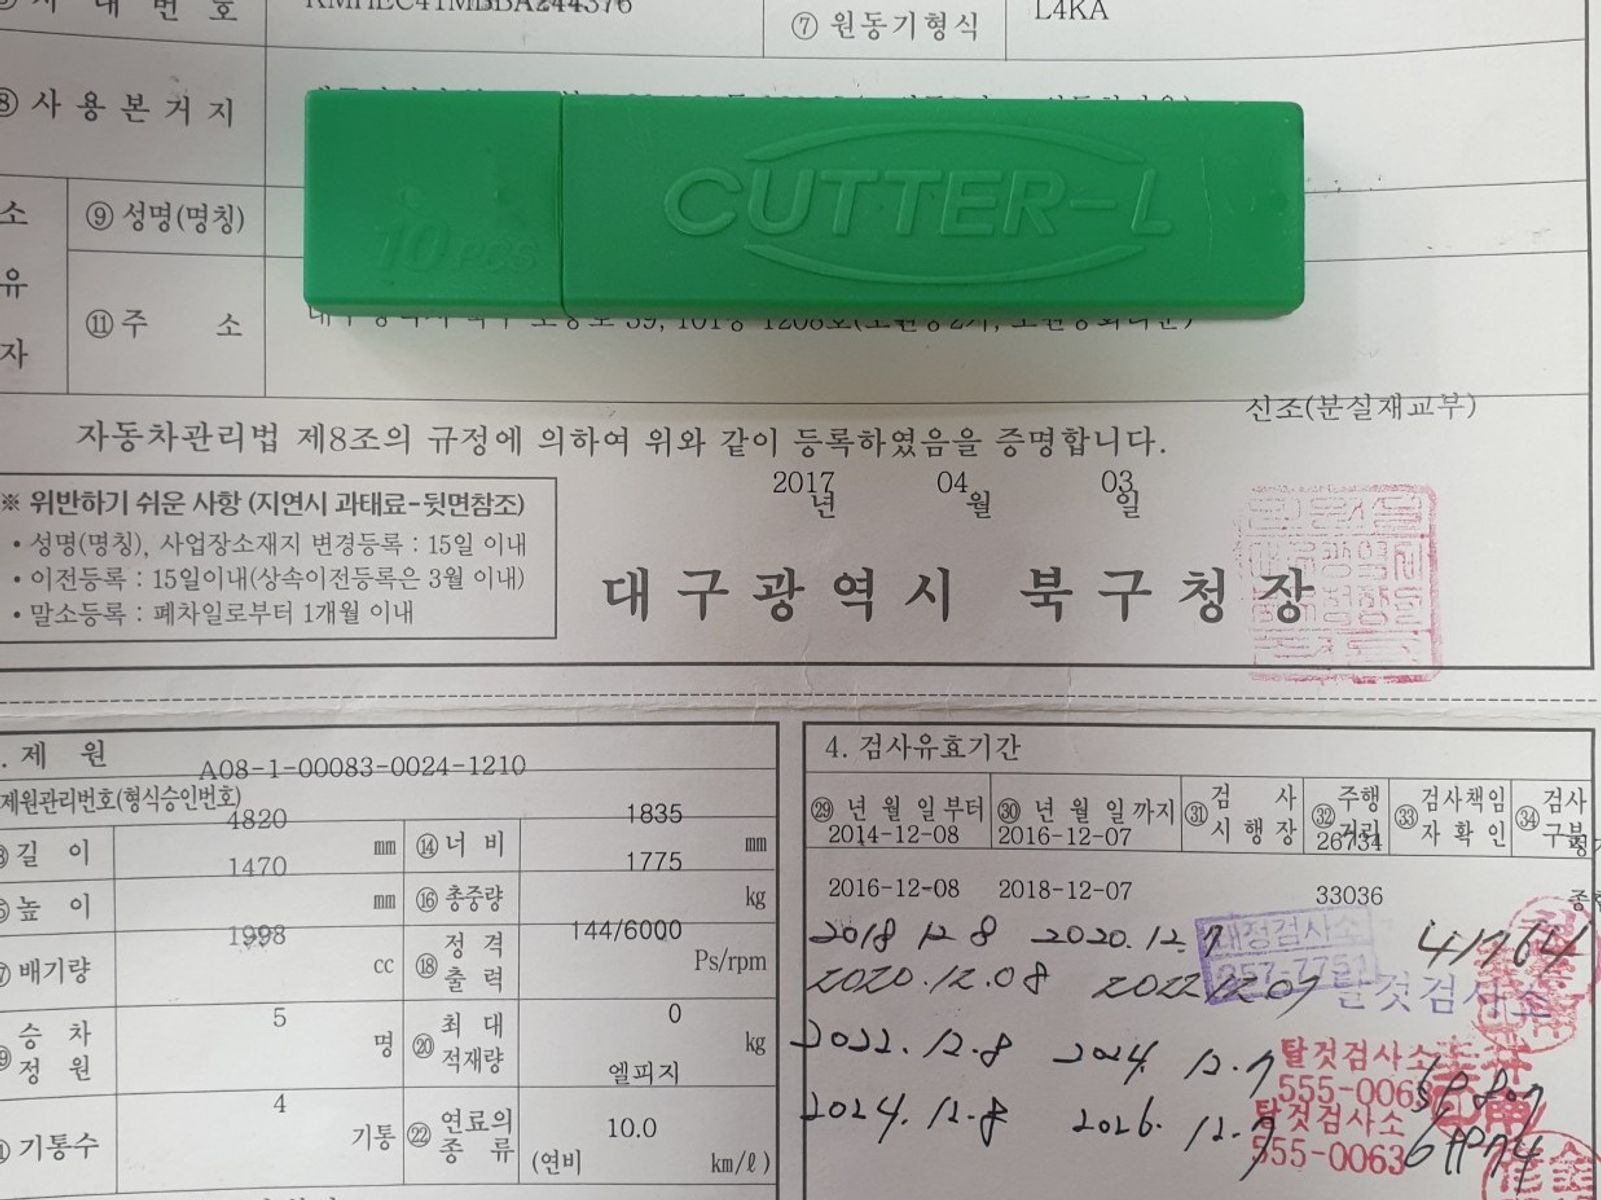 대 번 호
⑦ 원동기형식 L4KA
⑧ 사 용 본 거 지
CUTTER-L
10 PCS
소
유
자
⑨ 성명(명칭)
⑪ 주 소
신조(분실재교부)
자동차관리법 제8조의 규정에 의하여 위와 같이 등록하였음을 증명합니다.
2017년 04월 03일
※ 위반하기 쉬운 사항 (지연시 과태료-뒷면참조)
• 성명(명칭), 사업장소재지 변경등록 : 15일 이내
• 이전등록 : 15일이내(상속이전등록은 3월 이내)
• 말소등록 : 폐차일로부터 1개월 이내
대 구 광 역 시 북 구 청 장
. 제 원
A08-1-00083-0024-1210
제원관리번호(형식승인번호)
길 이 4820 mm ⑭ 너 비 1835 mm
높 이 1470 mm ⑯ 총중량 1775 kg
배기량 1998 cc ⑱ 정 격 출 력 144/6000 Ps/rpm
승 차 정 원 5 명 ⑳ 최 대 적재량 0 kg
기통수 4 기통 ㉒ 연료의 종 류 엘피지
(연비 10.0 km/ℓ)
4. 검사유효기간
㉙ 년 월 일 부터 ㉚ 년 월 일 까지 ㉛ 검 사 시 행 장 ㉜ 주행 거리 ㉝ 검사책임 자 확 인 ㉞ 검사 구분
2014-12-08 2016-12-07 26734
2016-12-08 2018-12-07 33036
2018 12 8 2020. 12. 7 41764
2020.12.08 2022.12.07
탈것검사소
2022. 12. 8 2024. 12. 7
탈것검사소
555-0063
2024. 12. 8 2026. 12. 7
탈것검사소
555-0063